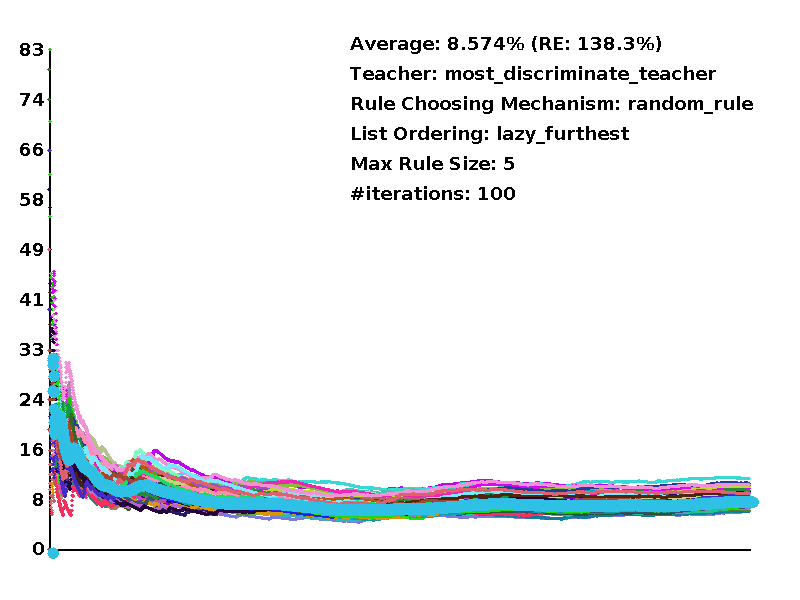 Average: 8.574% (RE: 138.3%)
Teacher: most_discriminate_teacher
Rule Choosing Mechanism: random_rule
List Ordering: lazy_furthest
Max Rule Size: 5
#iterations: 100
83
74
66
58
49
41
33
24
16
8
0